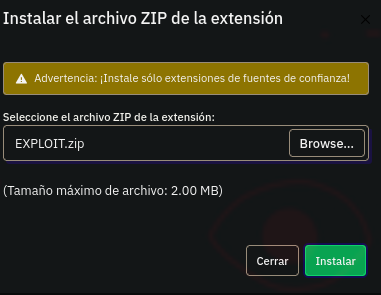 Instalar el archivo ZIP de la extensión
Advertencia: ¡Instale sólo extensiones de fuentes de confianza!
Seleccione el archivo ZIP de la extensión:
EXPLOIT.zip
Browse...
(Tamaño máximo de archivo: 2.00 MB)
Cerrar
Instalar